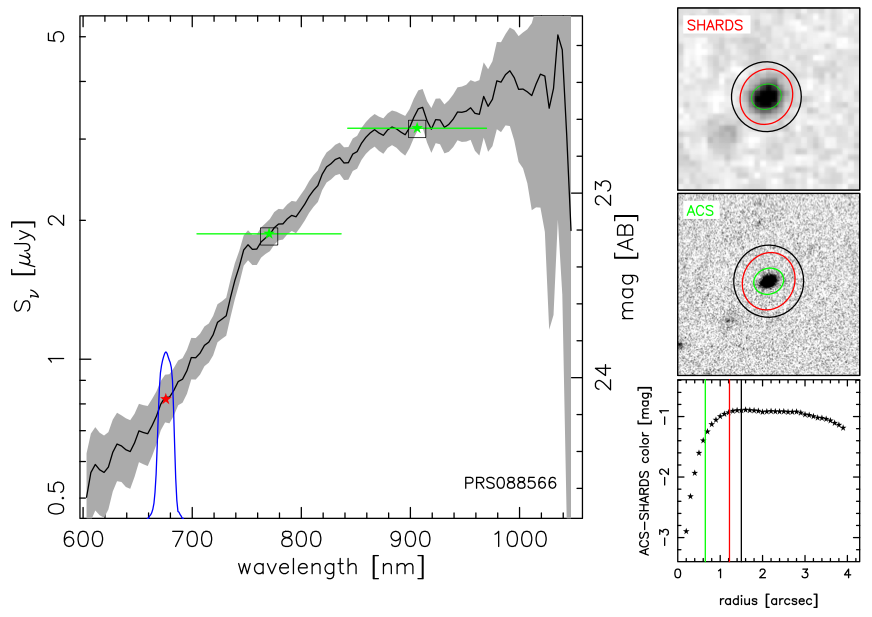 5
2
1
0.5
S_ν [μJy]
600
700
800
900
1000
wavelength [nm]
23
24
mag [AB]
PRS088566
SHARDS
ACS
−1
−2
−3
ACS−SHARDS color [mag]
0
1
2
3
4
radius [arcsec]